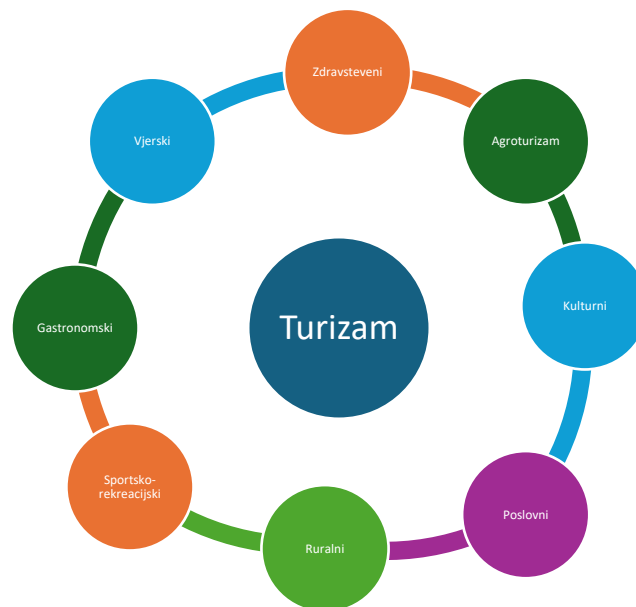 Zdravsteveni
Agroturizam
Kulturni
Poslovni
Ruralni
Sportsko-
rekreacijski
Gastronomski
Vjerski
Turizam